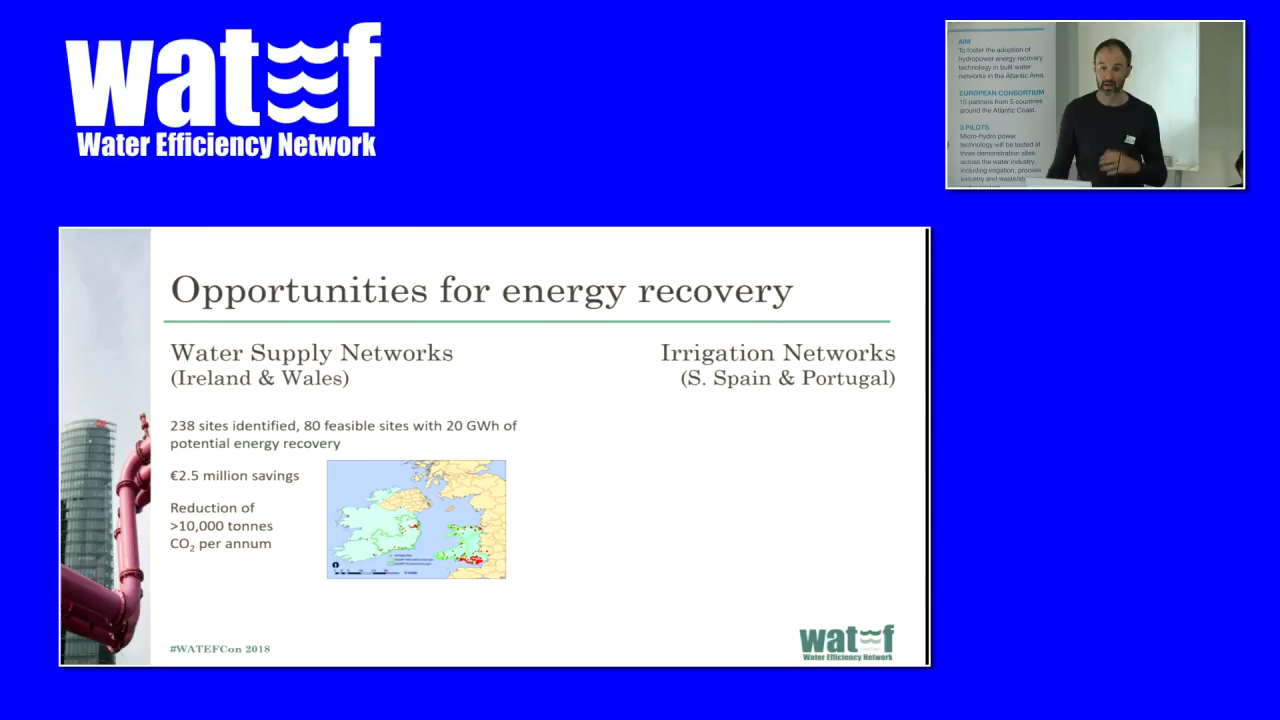 watef
Water Efficiency Network
AIM
To foster the adoption of
hydropower energy recovery
technology in built water
networks in the Atlantic Area.
EUROPEAN CONSORTIUM
15 partners from 5 countries
around the Atlantic Coast.
3 PILOTS
Micro-Hydro power
technology will be tested at
three demonstration sites
across the water industry,
including irrigation, process
industry and
Opportunities for energy recovery
Water Supply Networks
(Ireland & Wales)
Irrigation Networks
(S. Spain & Portugal)
238 sites identified, 80 feasible sites with 20 GWh of
potential energy recovery
€2.5 million savings
Reduction of
>10,000 tonnes
CO₂ per annum
#WATEFCon 2018
watef
Water Efficiency Network